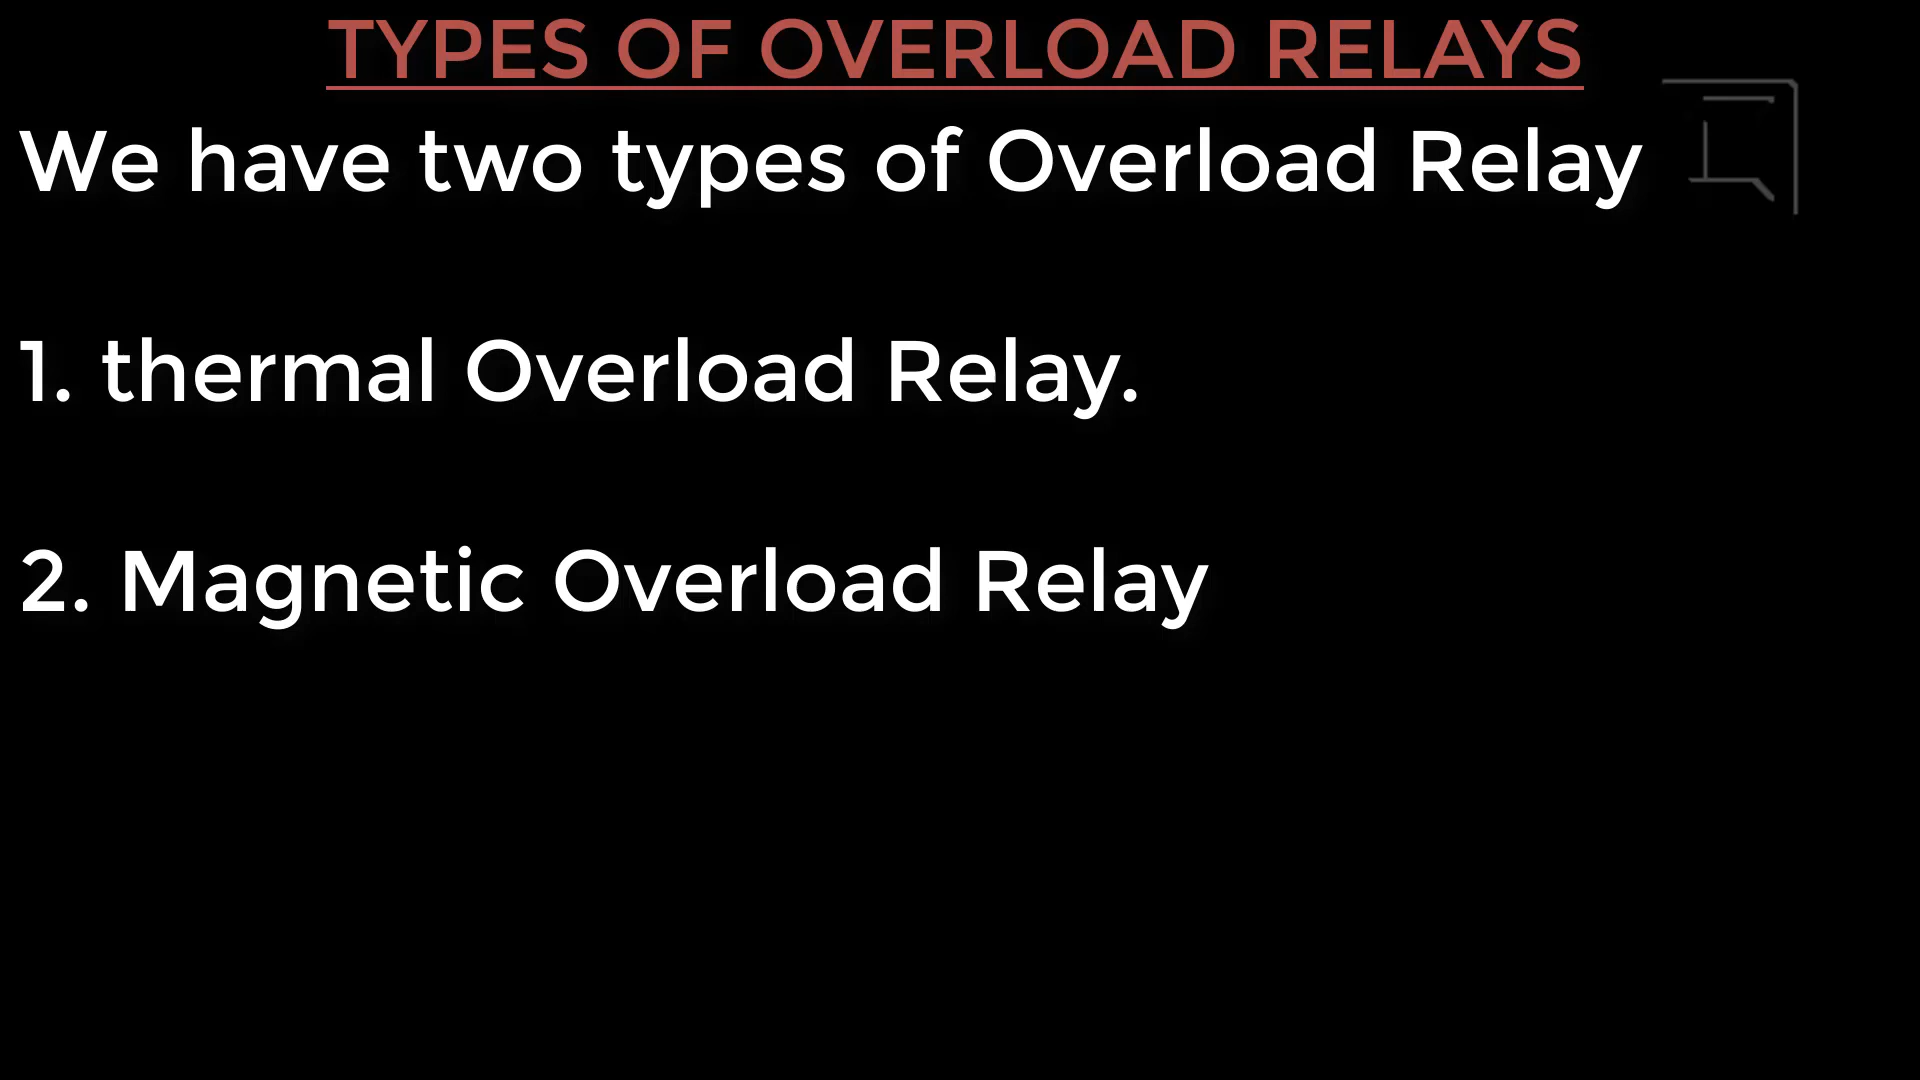 TYPES OF OVERLOAD RELAYS
We have two types of Overload Relay
1. thermal Overload Relay.
2. Magnetic Overload Relay